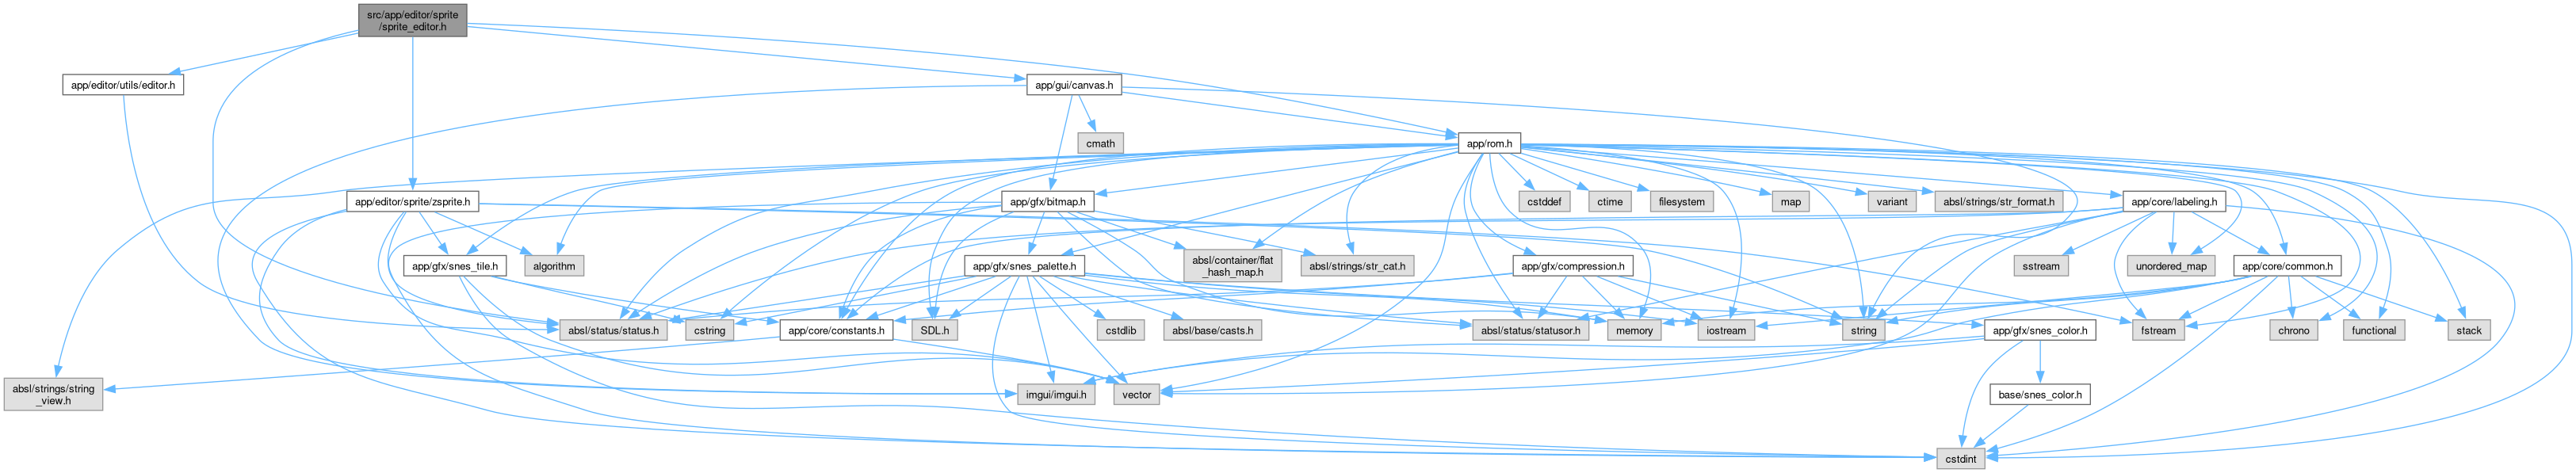 src/app/editor/sprite
/sprite_editor.h
app/editor/utils/editor.h
app/gui/canvas.h
cmath
app/rom.h
app/editor/sprite/zsprite.h
app/gfx/bitmap.h
cstddef
ctime
filesystem
map
variant
absl/strings/str_format.h
app/core/labeling.h
app/gfx/snes_tile.h
algorithm
app/gfx/snes_palette.h
absl/container/flat
_hash_map.h
absl/strings/str_cat.h
app/gfx/compression.h
sstream
unordered_map
app/core/common.h
absl/status/status.h
cstring
app/core/constants.h
SDL.h
cstdlib
absl/base/casts.h
absl/status/statusor.h
memory
iostream
string
app/gfx/snes_color.h
fstream
chrono
functional
stack
absl/strings/string
_view.h
imgui/imgui.h
vector
base/snes_color.h
cstdint